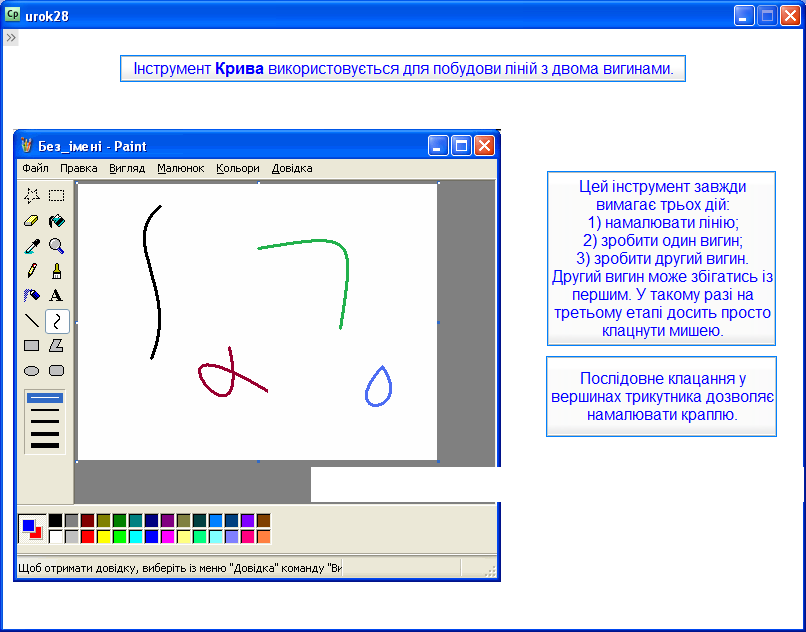 urok28
Інструмент Крива використовується для побудови ліній з двома вигинами.
Без_імені - Paint
Файл Правка Вигляд Малюнок Кольори Довідка
Щоб отримати довідку, виберіть із меню "Довідка" команду "Ви
Цей інструмент завжди
вимагає трьох дій:
1) намалювати лінію;
2) зробити один вигин;
3) зробити другий вигин.
Другий вигин може збігатись із
першим. У такому разі на
третьому етапі досить просто
клацнути мишею.
Послідовне клацання у
вершинах трикутника дозволяє
намалювати краплю.